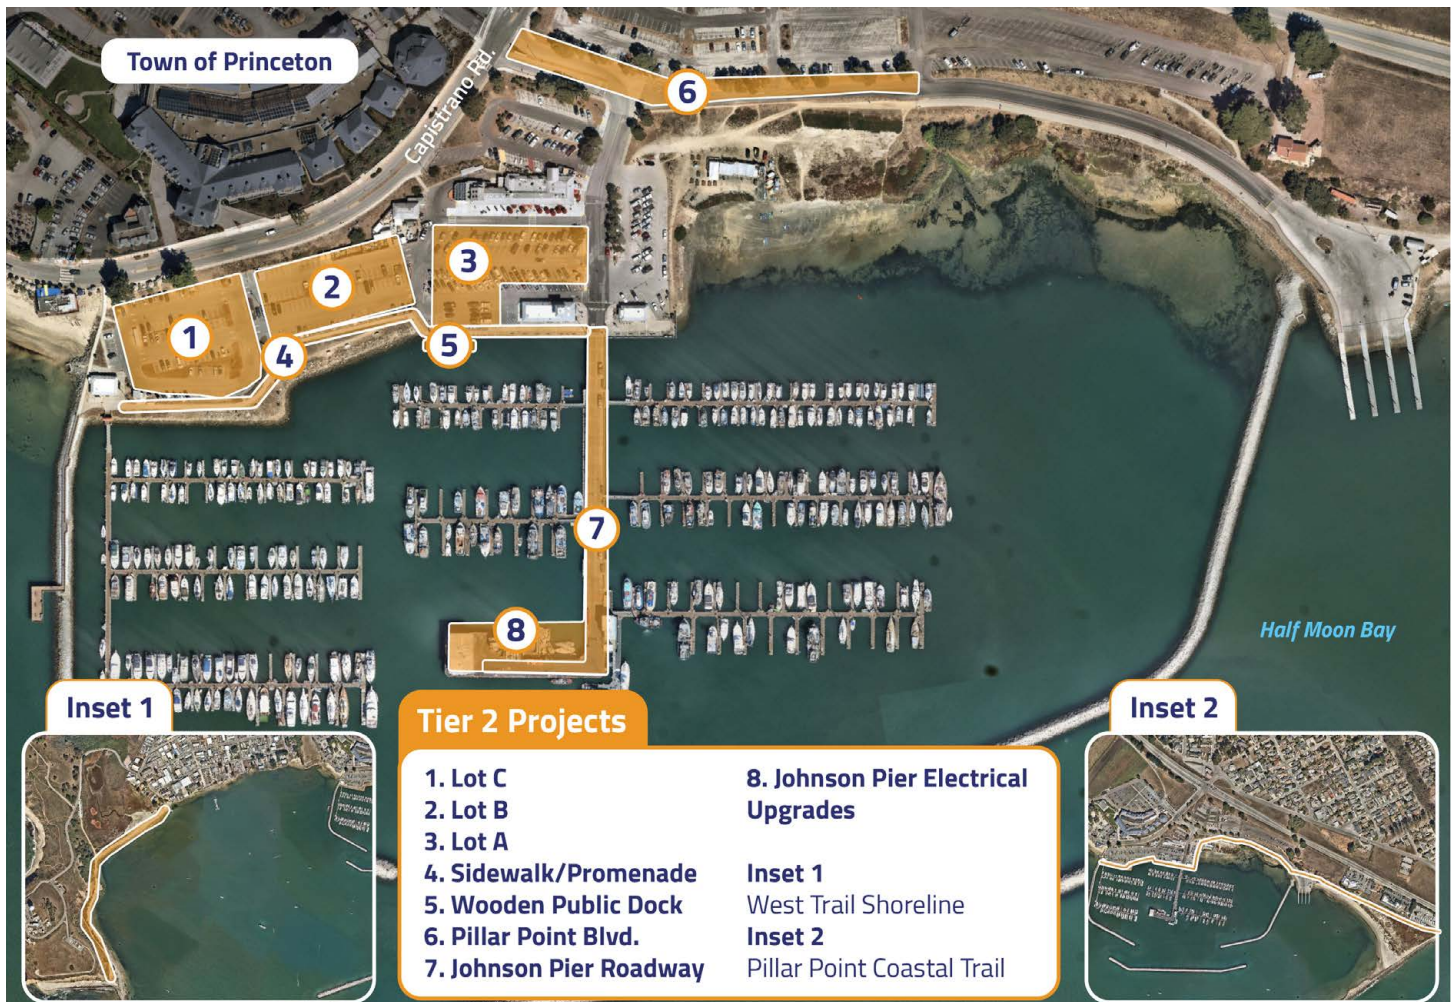 Town of Princeton
Capistrano Rd.
6
3
2
1
5
4
7
8
Half Moon Bay
Inset 1
Inset 2
Tier 2 Projects
1. Lot C
2. Lot B
3. Lot A
4. Sidewalk/Promenade
5. Wooden Public Dock
6. Pillar Point Blvd.
7. Johnson Pier Roadway
8. Johnson Pier Electrical
Upgrades
Inset 1
West Trail Shoreline
Inset 2
Pillar Point Coastal Trail